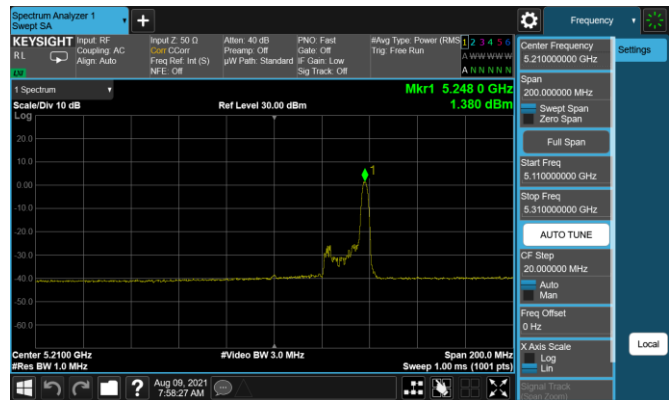 Spectrum Analyzer 1
Swept SA
+
Frequency
KEYSIGHT
R L
LXI
Input: RF
Coupling: AC
Align: Auto
Input Z: 50 Ω
Corr CCorr
Freq Ref: Int (S)
NFE: Off
Atten: 40 dB
Preamp: Off
µW Path: Standard
PNO: Fast
Gate: Off
IF Gain: Low
Sig Track: Off
#Avg Type: Power (RMS
Trig: Free Run
1 2 3 4 5 6
A W W W W W
A N N N N N
1 Spectrum
Scale/Div 10 dB
Ref Level 30.00 dBm
Mkr1 5.248 0 GHz
1.380 dBm
Log
20.0
10.0
0.00
-10.0
-20.0
-30.0
-40.0
-50.0
-60.0
1
Center 5.2100 GHz
#Res BW 1.0 MHz
#Video BW 3.0 MHz
Span 200.0 MHz
Sweep 1.00 ms (1001 pts)
?
Aug 09, 2021
7:58:27 AM
Center Frequency
5.210000000 GHz
Span
200.000000 MHz
Swept Span
Zero Span
Full Span
Start Freq
5.110000000 GHz
Stop Freq
5.310000000 GHz
AUTO TUNE
CF Step
20.000000 MHz
Auto
Man
Freq Offset
0 Hz
X Axis Scale
Log
Lin
Signal Track
(Span Zoom)
Settings
Local